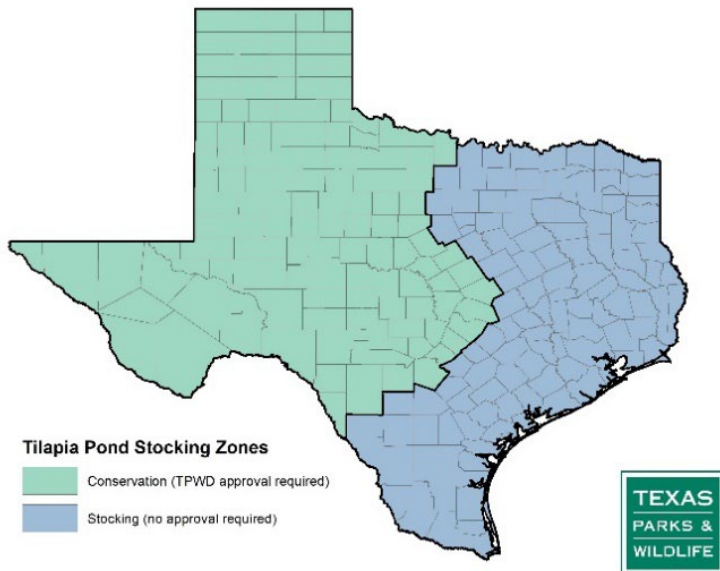 Tilapia Pond Stocking Zones
Conservation (TPWD approval required)
Stocking (no approval required)
TEXAS
PARKS &
WILDLIFE